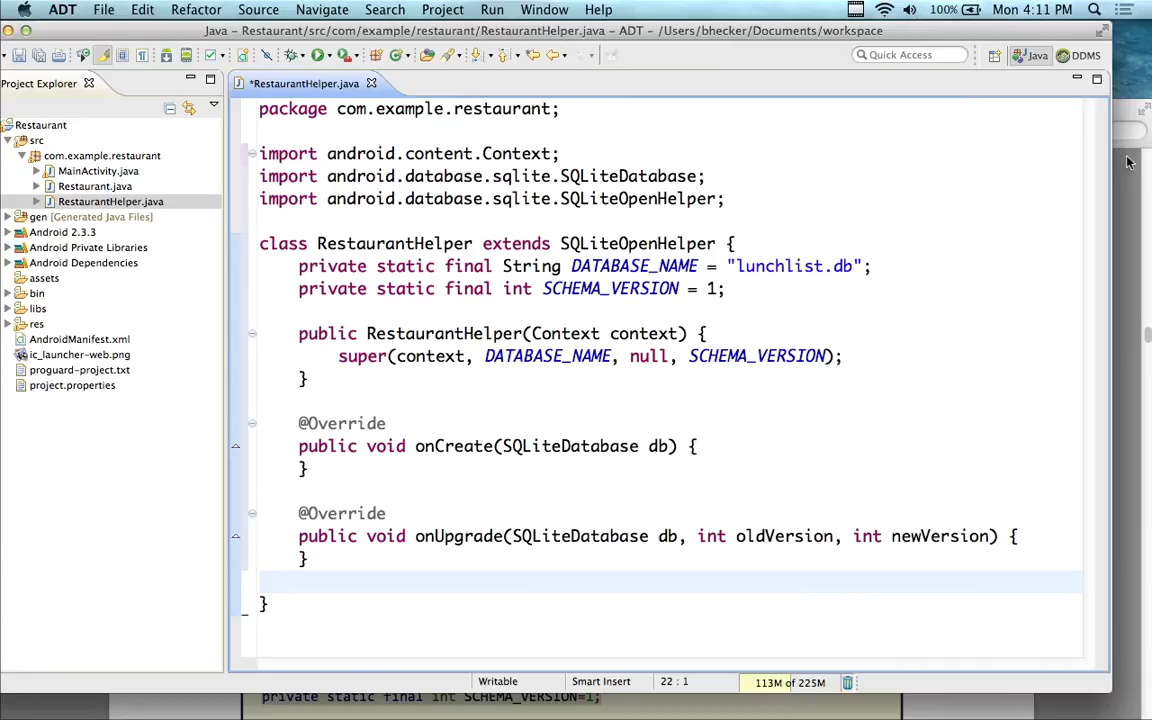 ADT File Edit Refactor Source Navigate Search Project Run Window Help 100% Mon 4:11 PM
Java - Restaurant/src/com/example/restaurant/RestaurantHelper.java - ADT - /Users/bhecker/Documents/workspace
Quick Access Java DDMS
Project Explorer
*RestaurantHelper.java
Restaurant
src
com.example.restaurant
MainActivity.java
Restaurant.java
RestaurantHelper.java
gen [Generated Java Files]
Android 2.3.3
Android Private Libraries
Android Dependencies
assets
bin
libs
res
AndroidManifest.xml
ic_launcher-web.png
proguard-project.txt
project.properties
package com.example.restaurant;
import android.content.Context;
import android.database.sqlite.SQLiteDatabase;
import android.database.sqlite.SQLiteOpenHelper;
class RestaurantHelper extends SQLiteOpenHelper {
private static final String DATABASE_NAME = "lunchlist.db";
private static final int SCHEMA_VERSION = 1;
public RestaurantHelper(Context context) {
super(context, DATABASE_NAME, null, SCHEMA_VERSION);
}
@Override
public void onCreate(SQLiteDatabase db) {
}
@Override
public void onUpgrade(SQLiteDatabase db, int oldVersion, int newVersion) {
}
}
Writable Smart Insert 22 : 1 113M of 225M
private static final int SCHEMA_VERSION=1;